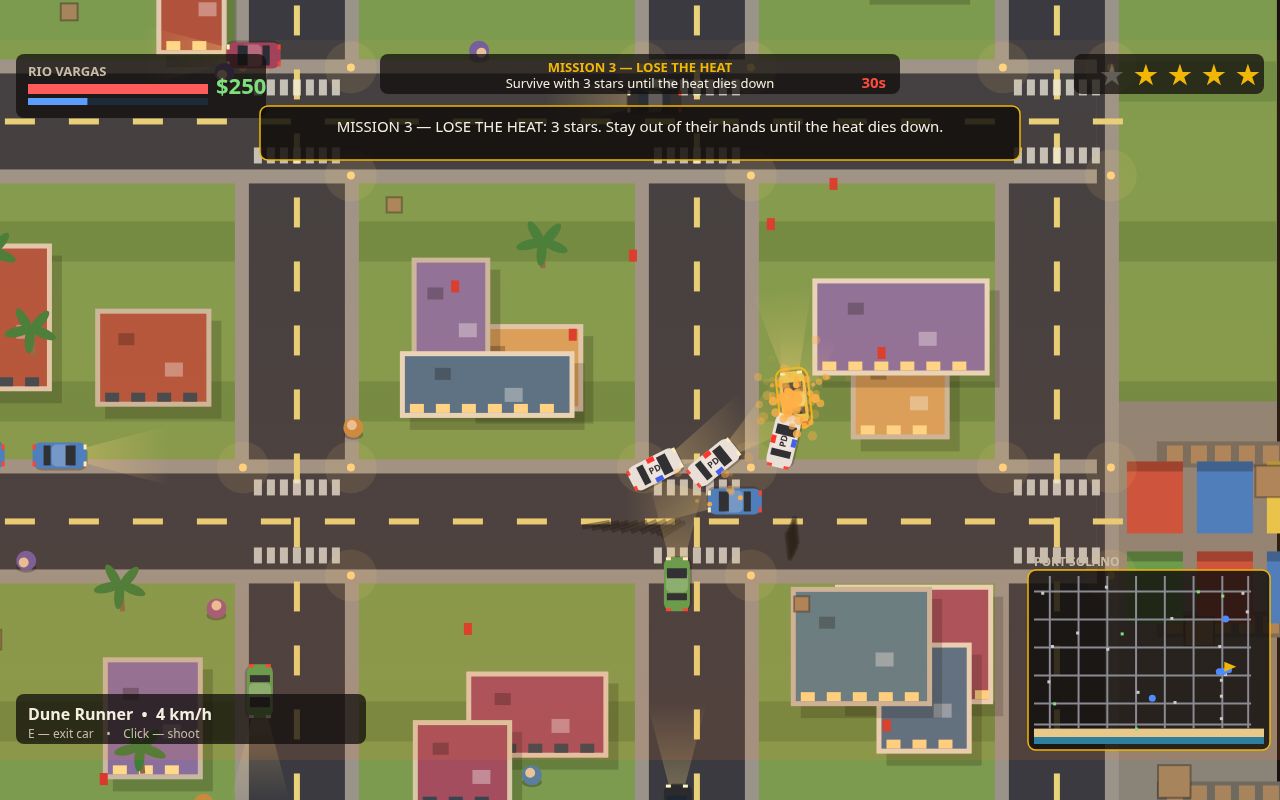 RIO VARGAS
$250
MISSION 3 — LOSE THE HEAT
Survive with 3 stars until the heat dies down
30s
MISSION 3 — LOSE THE HEAT: 3 stars. Stay out of their hands until the heat dies down.
PD
PD
PD
PORT SOLANO
Dune Runner • 4 km/h
E — exit car • Click — shoot